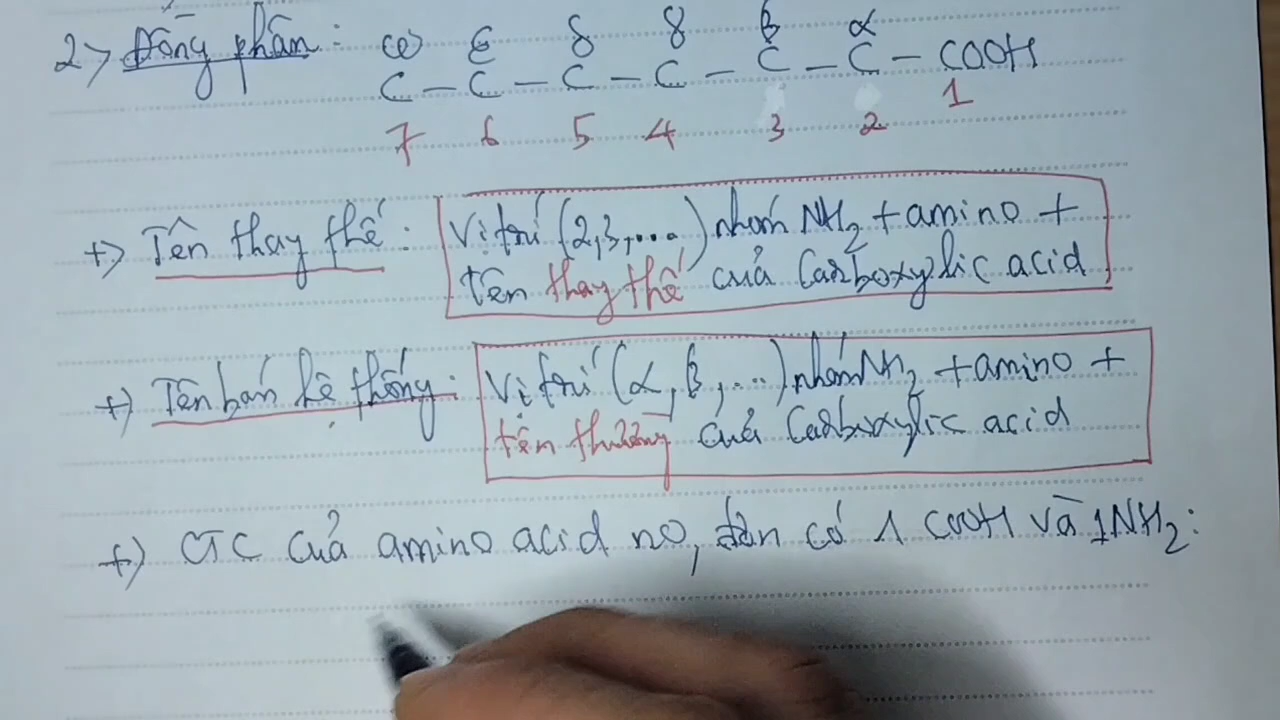 2> Đồng phân: ω ε δ γ β α
C – C – C – C – C – C – COOH
7 6 5 4 3 2 1
+> Tên thay thế: Vị trí (2,3,...) nhóm NH2 + amino +
tên thay thế của Carboxylic acid
+> Tên bán hệ thống: Vị trí (α, β, ...) nhóm NH2 + amino +
tên thường của Carboxylic acid
+> CTC của amino acid no, đơn có 1 COOH và 1NH2: